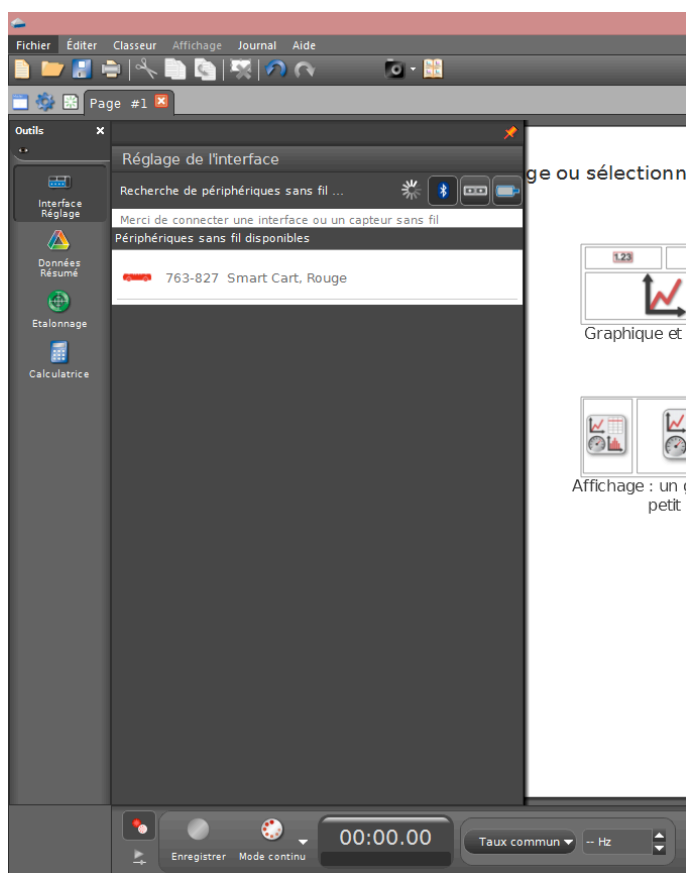 Fichier Éditer Classeur Affichage Journal Aide
Page #1
Outils
Interface
Réglage
Données
Résumé
Etalonnage
Calculatrice
Réglage de l'interface
Recherche de périphériques sans fil ...
Merci de connecter une interface ou un capteur sans fil
Périphériques sans fil disponibles
763-827 Smart Cart, Rouge
ge ou sélectionn
1.23
Graphique et
Affichage : un
petit
Enregistrer
Mode continu
00:00.00
Taux commun
-- Hz